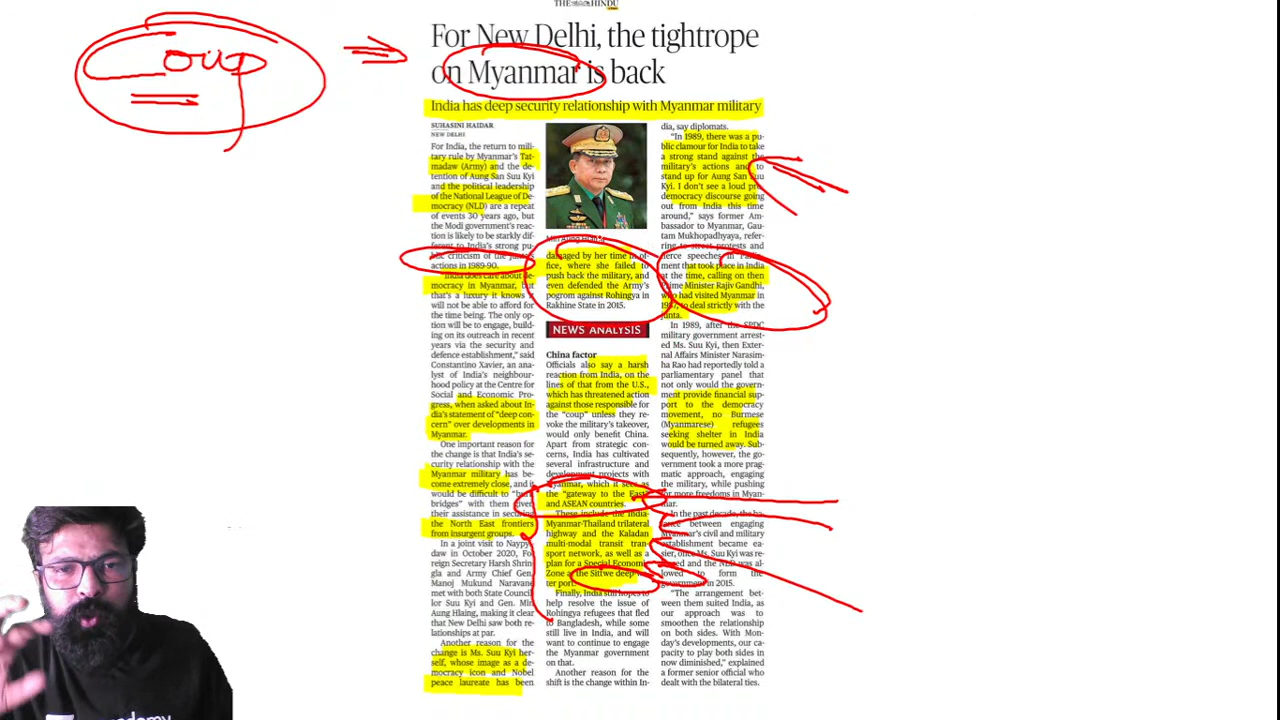 THE HINDU
Coup
For New Delhi, the tightrope
on Myanmar is back
India has deep security relationship with Myanmar military
SUHASINI HAIDAR
NEW DELHI
For India, the return to mili-
tary rule by Myanmar's Tat-
madaw (Army) and the de-
tention of Aung San Suu Kyi
and the political leadership
of the National League of De-
mocracy (NLD) are a repeat
of events 30 years ago, but
the Modi government's reac-
tion is likely to be starkly dif-
ferent to India's strong pu-
blic criticism of the junta's
actions in 1989-90.
"India does care about de-
mocracy in Myanmar, but
that's a luxury it knows it
will not be able to afford for
the time being. The only op-
tion will be to engage, build-
ing on its outreach in recent
years via the security and
defence establishment," said
Constantino Xavier, an ana-
lyst of India's neighbour-
hood policy at the Centre for
Social and Economic Pro-
gress, when asked about In-
dia's statement of "deep con-
cern" over developments in
Myanmar.
One important reason for
the change is that India's se-
curity relationship with the
Myanmar military has be-
come extremely close, and it
would be difficult to "burn
bridges" with them given
their assistance in securing
the North East frontiers
from insurgent groups.
In a joint visit to Naypy-
daw in October 2020, Fo-
reign Secretary Harsh Shrin-
gla and Army Chief Gen.
Manoj Mukund Naravane
met with both State Council-
lor Suu Kyi and Gen. Min
Aung Hlaing, making it clear
that New Delhi saw both re-
lationships at par.
Another reason for the
change is Ms. Suu Kyi her-
self, whose image as a de-
mocracy icon and Nobel
peace laureate has been
Min Aung Hlaing
damaged by her time in of-
fice, where she failed to
push back the military, and
even defended the Army's
pogrom against Rohingya in
Rakhine State in 2015.
NEWS ANALYSIS
China factor
Officials also say a harsh
reaction from India, on the
lines of that from the U.S.,
which has threatened action
against those responsible for
the "coup" unless they re-
voke the military's takeover,
would only benefit China.
Apart from strategic con-
cerns, India has cultivated
several infrastructure and
development projects with
Myanmar, which it sees as
the "gateway to the East"
and ASEAN countries.
These include the India-
Myanmar-Thailand trilateral
highway and the Kaladan
multi-modal transit tran-
sport network, as well as a
plan for a Special Economic
Zone at the Sittwe deep-wa-
ter port.
Finally, India still hopes to
help resolve the issue of
Rohingya refugees that fled
to Bangladesh, while some
still live in India, and will
want to continue to engage
the Myanmar government
on that.
Another reason for the
shift is the change within In-
dia, say diplomats.
"In 1989, there was a pu-
blic clamour for India to take
a strong stand against the
military's actions and to
stand up for Aung San Suu
Kyi. I don't see a loud pro
democracy discourse going
out from India this time
around," says former Am-
bassador to Myanmar, Gau-
tam Mukhopadhyaya, refer-
ring to street protests and
fierce speeches in Parlia-
ment that took place in India
at the time, calling on then
Prime Minister Rajiv Gandhi,
who had visited Myanmar in
1987, to deal strictly with the
junta.
In 1989, after the SPDC
military government arrest-
ed Ms. Suu Kyi, then Exter-
nal Affairs Minister Narasim-
ha Rao had reportedly told a
parliamentary panel that
not only would the govern-
ment provide financial sup-
port to the democracy
movement, no Burmese
(Myanmarese) refugees
seeking shelter in India
would be turned away. Sub-
sequently, however, the go-
vernment took a more prag-
matic approach, engaging
the military, while pushing
for more freedoms in Myan-
mar.
In the past decade, the ba-
lance between engaging
Myanmar's civil and military
establishment became ea-
sier, once Ms. Suu Kyi was re-
leased and the NLD was al-
lowed to form the
government in 2015.
"The arrangement bet-
ween them suited India, as
our approach was to
smoothen the relationship
on both sides. With Mon-
day's developments, our ca-
pacity to play both sides in
now diminished," explained
a former senior official who
dealt with the bilateral ties.